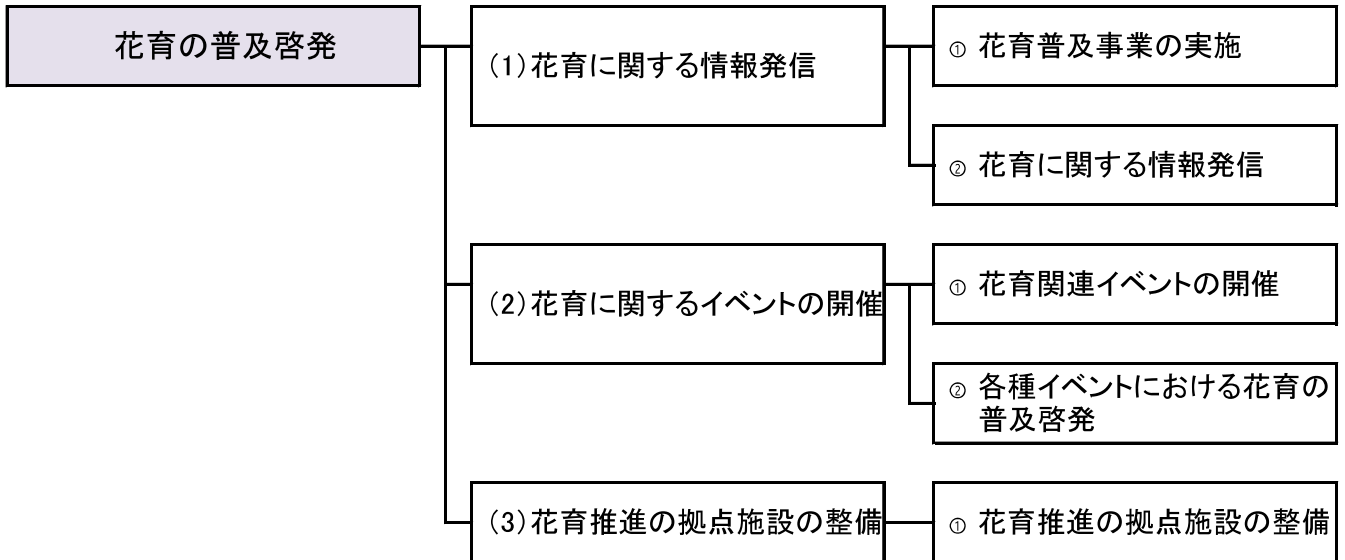 花育の普及啓発
（1）花育に関する情報発信
① 花育普及事業の実施
② 花育に関する情報発信
（2）花育に関するイベントの開催
① 花育関連イベントの開催
② 各種イベントにおける花育の
普及啓発
（3）花育推進の拠点施設の整備
① 花育推進の拠点施設の整備